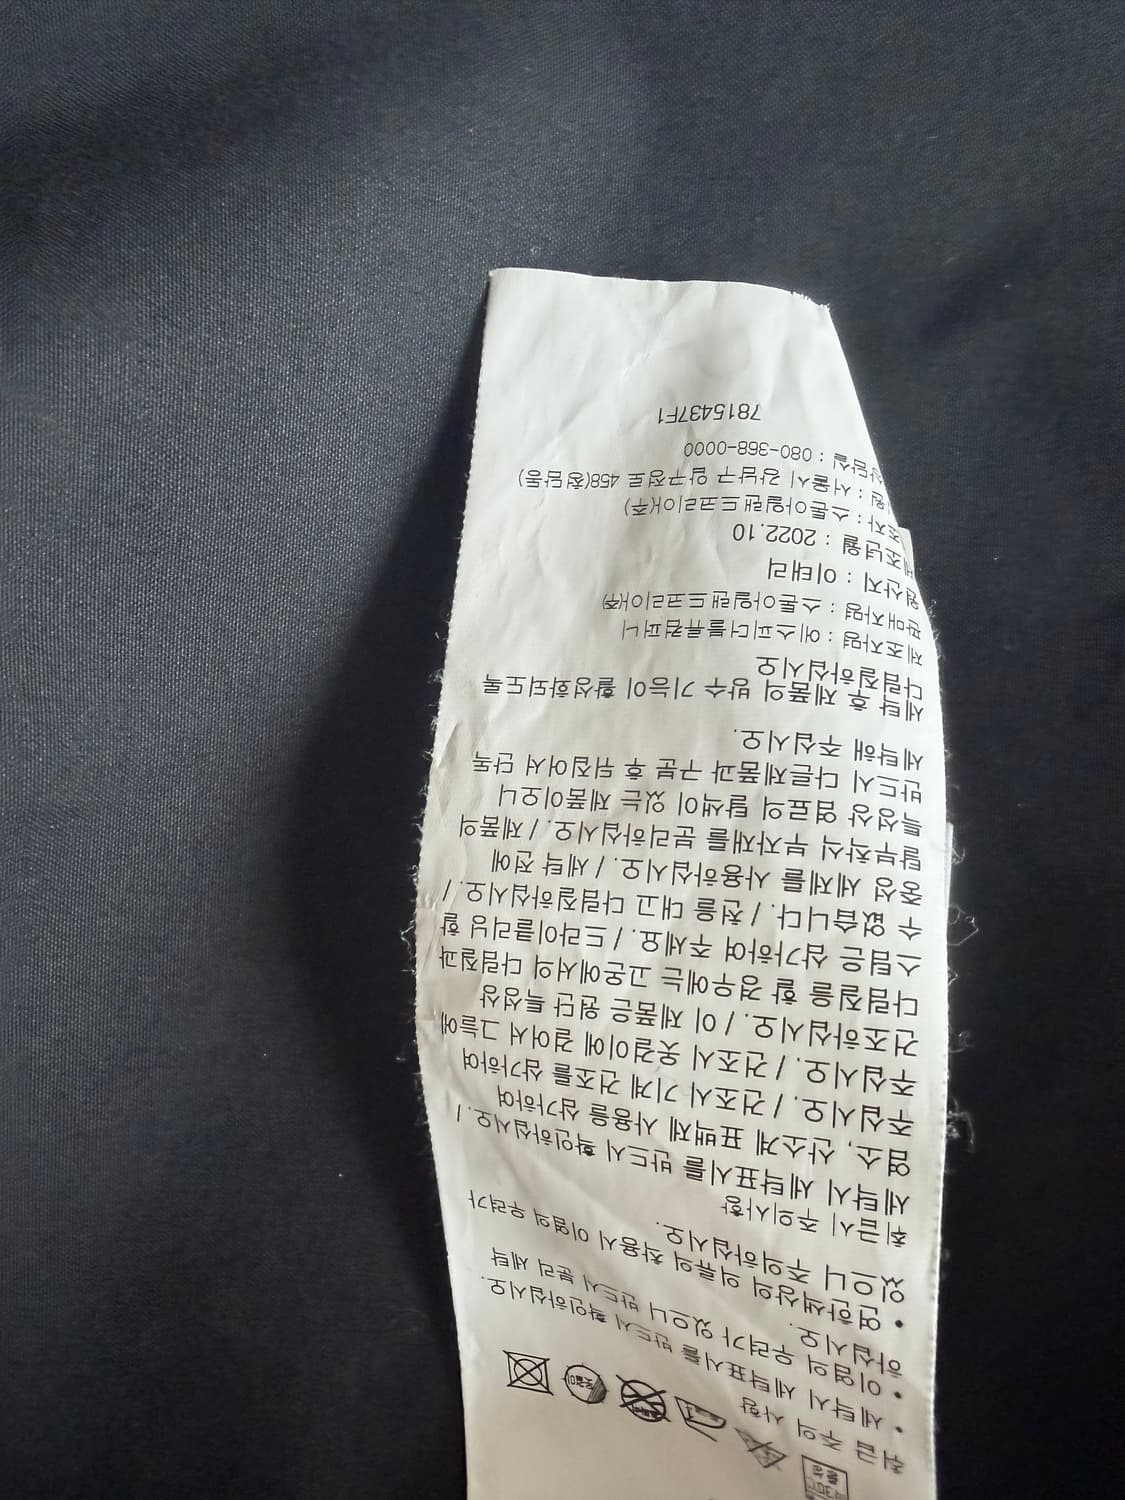 취급 주의 사항
• 세탁시 세탁표시를 반드시 확인하십시오.
• 이염의 우려가 있으니 반드시 분리 세탁
하십시오.
• 연한색상의 의류의 착용시 이염의 우려가
있으니 주의하십시오.
취급시 주의사항
세탁시 세탁표시를 반드시 확인하십시오. /
염소, 산소계 표백제 사용을 삼가하여
주십시오. / 건조시 기계 건조를 삼가하여
주십시오. / 건조시 옷걸이에 걸어서 그늘에
건조하십시오. / 이 제품은 원단 특성상
다림질을 할 경우에는 고온에서의 다림질과
스팀은 삼가하여 주세요. / 드라이클리닝 할
수 없습니다. / 천을 대고 다림질하십시오. /
중성 세제를 사용하십시오. / 세탁 전에
탈부착식 부자재를 분리하십시오. / 제품의
특성상 염료의 탈색이 있는 제품이오니
반드시 다른제품과 구분 후 뒤집어서 단독
세탁해 주십시오.
세탁 후 제품의 방수 기능이 활성화되도록
다림질하십시오
제조자명 : 에스피더블류컴퍼니
판매자명 : 스톤아일랜드코리아(주)
원산지 : 이태리
제조년월 : 2022.10
조자 : 스톤아일랜드코리아(주)
: 서울시 강남구 압구정로 458(청담동)
상담실 : 080-368-0000
7815437F1